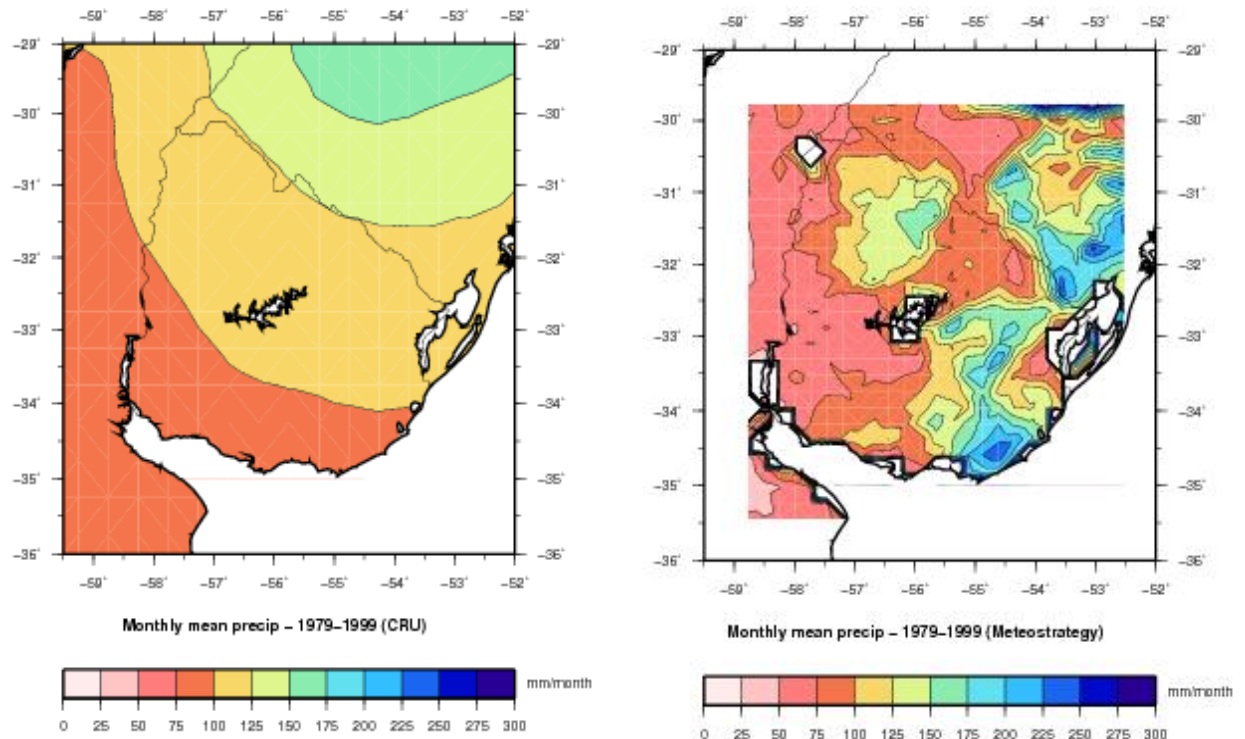 −59˚ −58˚ −57˚ −56˚ −55˚ −54˚ −53˚ −52˚
−29˚ −29˚
−30˚ −30˚
−31˚ −31˚
−32˚ −32˚
−33˚ −33˚
−34˚ −34˚
−35˚ −35˚
−36˚ −36˚
−59˚ −58˚ −57˚ −56˚ −55˚ −54˚ −53˚ −52˚
Monthly mean precip − 1979−1999 (CRU)
mm/month
0 25 50 75 100 125 150 175 200 225 250 275 300
−59˚ −58˚ −57˚ −56˚ −55˚ −54˚ −53˚ −52˚
−29˚ −29˚
−30˚ −30˚
−31˚ −31˚
−32˚ −32˚
−33˚ −33˚
−34˚ −34˚
−35˚ −35˚
−36˚ −36˚
−59˚ −58˚ −57˚ −56˚ −55˚ −54˚ −53˚ −52˚
Monthly mean precip − 1979−1999 (Meteostrategy)
mm/month
0 25 50 75 100 125 150 175 200 225 250 275 300